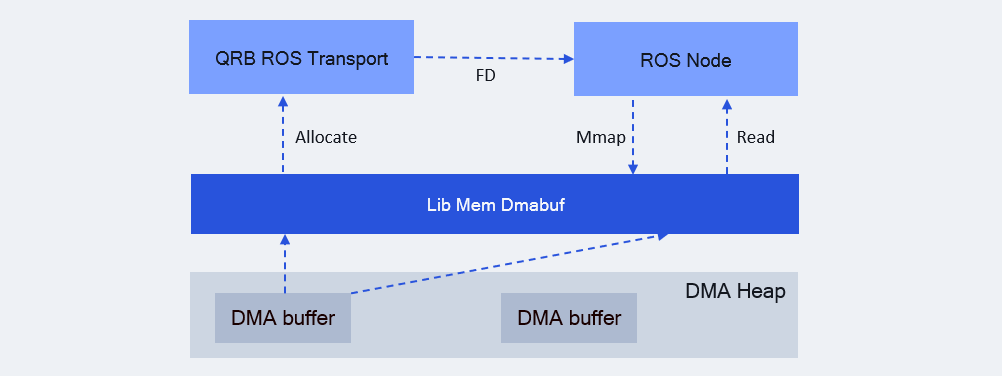 QRB ROS Transport
FD
ROS Node
Allocate
Mmap
Read
Lib Mem Dmabuf
DMA Heap
DMA buffer
DMA buffer